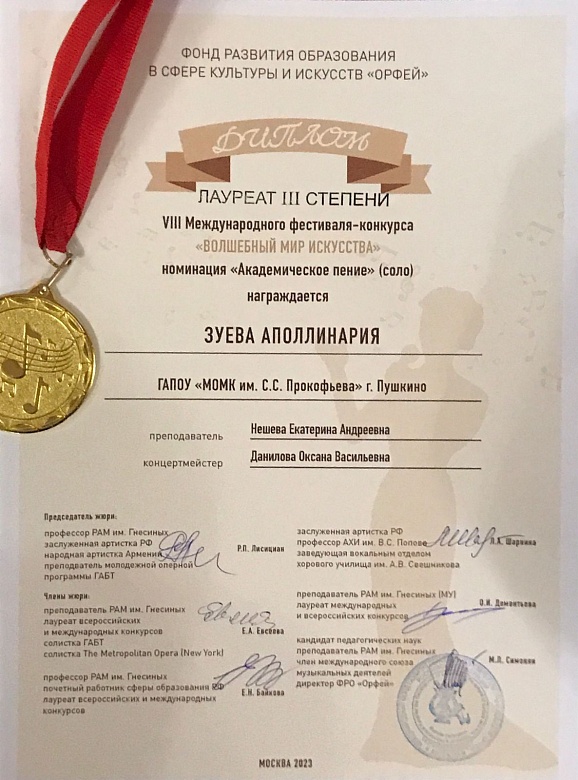 ФОНД РАЗВИТИЯ ОБРАЗОВАНИЯ
В СФЕРЕ КУЛЬТУРЫ И ИСКУССТВ «ОРФЕЙ»
ДИПЛОМ
ЛАУРЕАТ III СТЕПЕНИ
VIII Международного фестиваля-конкурса
«ВОЛШЕБНЫЙ МИР ИСКУССТВА»
номинация «Академическое пение» (соло)
награждается
ЗУЕВА АПОЛЛИНАРИЯ
ГАПОУ «МОМК им. С.С. Прокофьева» г. Пушкино
преподаватель Нешева Екатерина Андреевна
концертмейстер Данилова Оксана Васильевна
Председатель жюри:
профессор РАМ им. Гнесиных
заслуженная артистка РФ
народная артистка Армении
преподатель молодежной оперной
программы ГАБТ
Р.П. Лисициан
Члены жюри:
преподаватель РАМ им. Гнесиных
лауреат всероссийских
и международных конкурсов
солистка ГАБТ
солистка The Metropolitan Opera (New York)
Е.А. Евсеева
профессор РАМ им. Гнесиных
почетный работник сферы образования РФ
лауреат всероссийских и международных
конкурсов
Е.Н. Байкова
заслуженная артистка РФ
профессор АХИ им. В.С. Попова
заведующая вокальным отделом
хорового училища им. А.В. Свешникова
Л.А. Шарнина
преподаватель РАМ им. Гнесиных (МУ)
лауреат международных
и всероссийских конкурсов
О.И. Дементьева
кандидат педагогических наук
преподаватель РАМ им. Гнесиных
член международного союза
музыкальных деятелей
директор ФРО «Орфей»
М.Л. Симонян
МОСКВА 2023